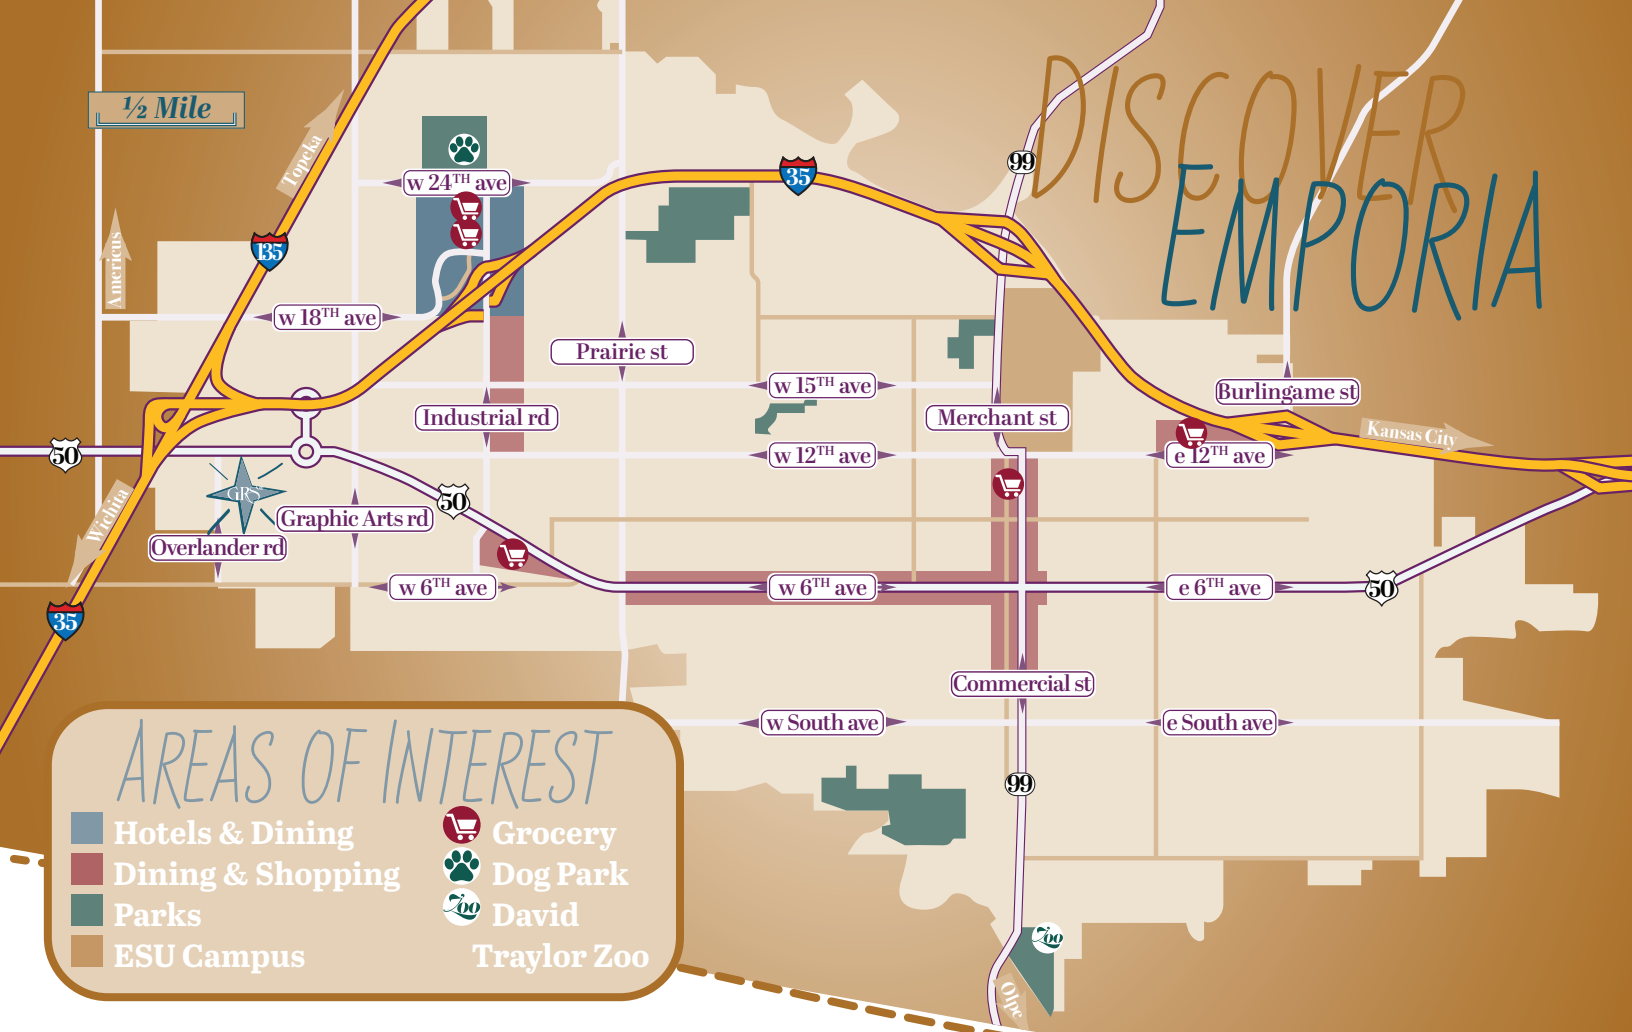 DISCOVER
EMPORIA
½ Mile
Topeka
Americus
135
w 24TH ave
35
99
w 18TH ave
Prairie st
w 15TH ave
Burlingame st
Industrial rd
Merchant st
Kansas City
50
w 12TH ave
e 12TH ave
GRS
Wichita
50
Graphic Arts rd
Overlander rd
w 6TH ave
w 6TH ave
e 6TH ave
50
35
Commercial st
w South ave
e South ave
99
Zoo
Olpe
AREAS OF INTEREST
Hotels & Dining
Dining & Shopping
Parks
ESU Campus
Grocery
Dog Park
Zoo David
Traylor Zoo